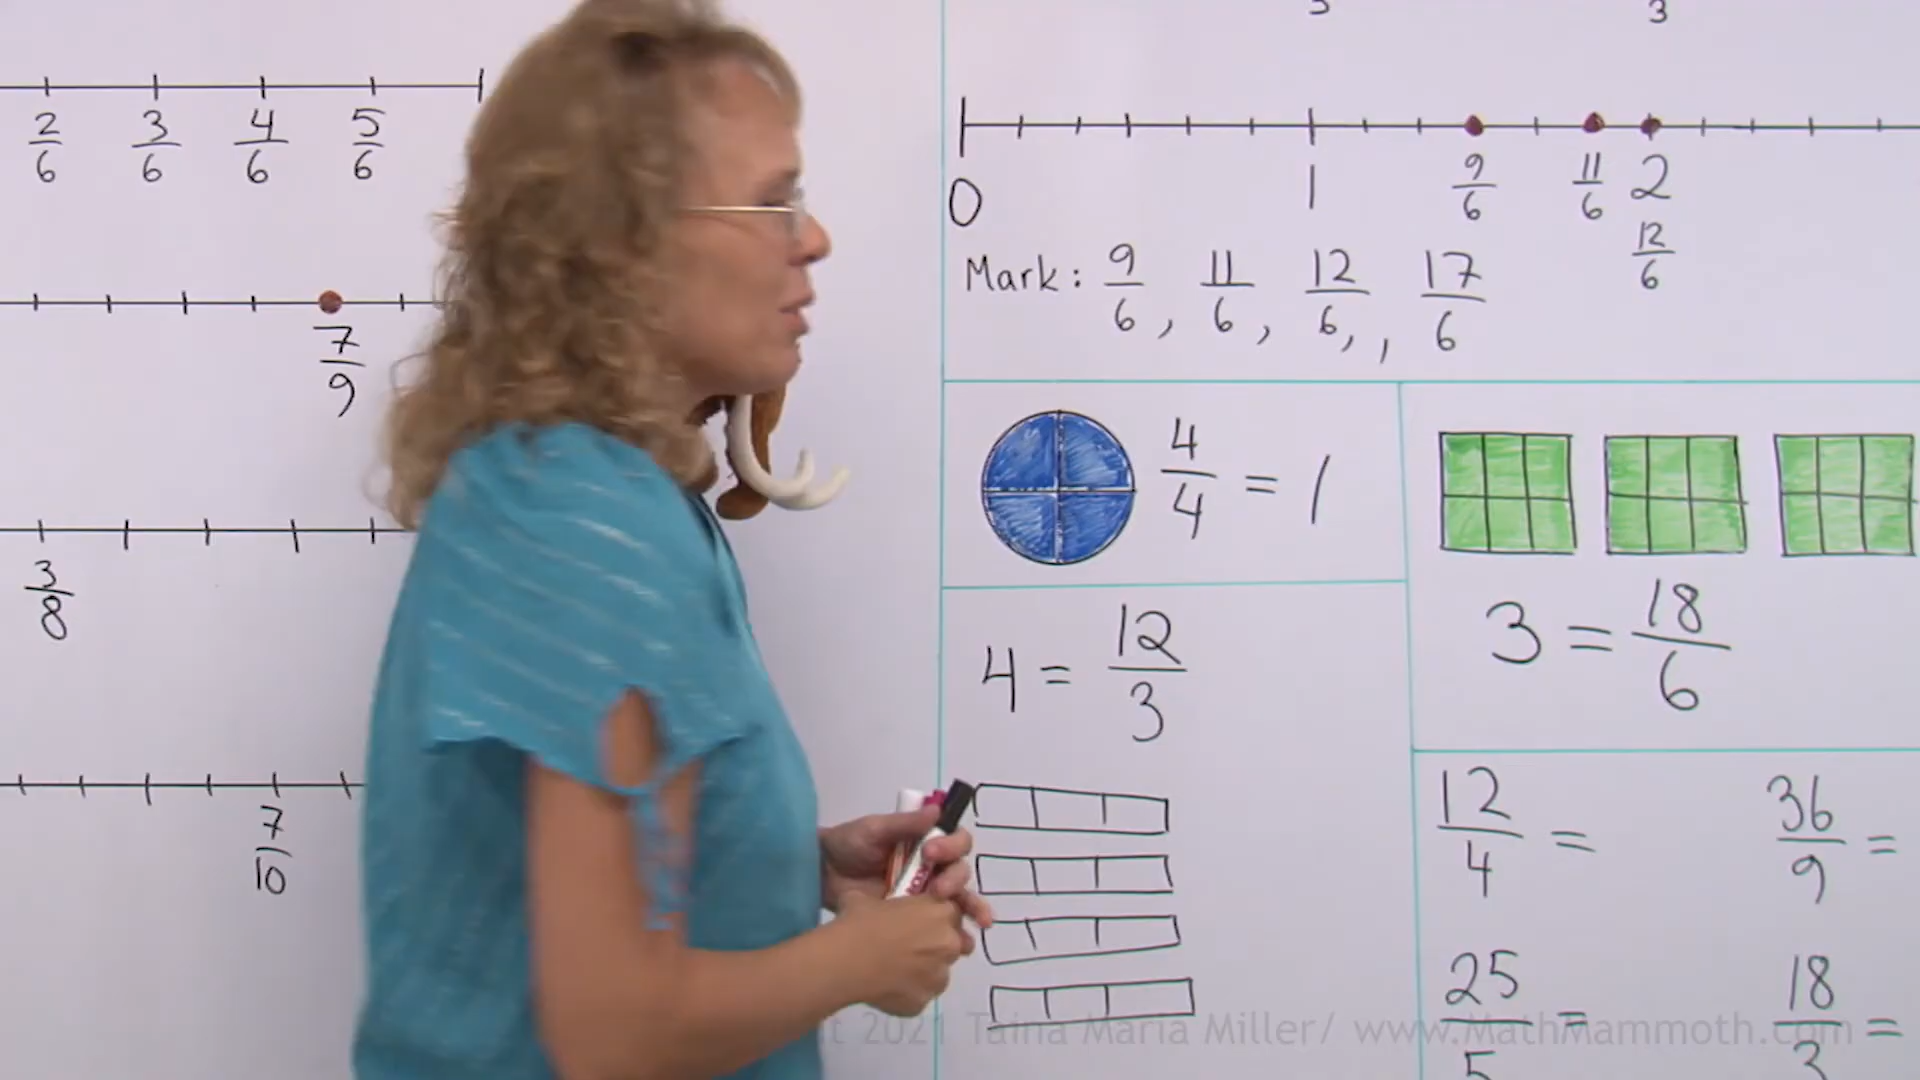 2/6 3/6 4/6 5/6
7/9
3/8
7/10
3 3
0 1 9/6 11/6 2
12/6
Mark: 9/6, 11/6, 12/6, , 17/6
4/4 = 1
3 = 18/6
4 = 12/3
12/4 = 36/9 =
25/5 = 18/3 =
2021 Taina Maria Miller/ www.MathMammoth.com